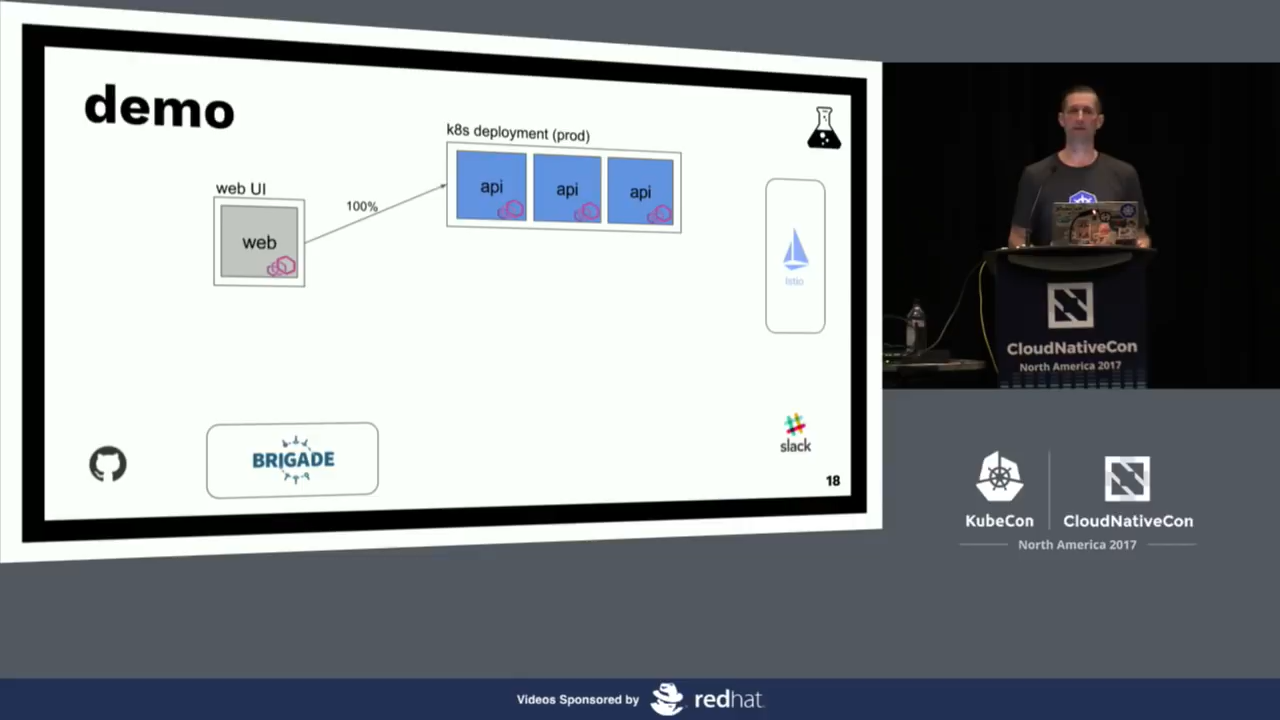 demo
k8s deployment (prod)
api
api
api
web UI
100%
web
Istio
BRIGADE
slack
18
CloudNativeCon
North America 2017
KubeCon
CloudNativeCon
North America 2017
Videos Sponsored by
redhat.